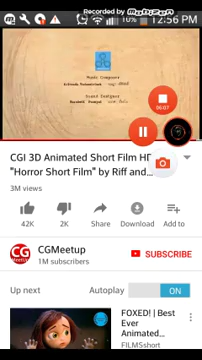 Recorded by Mobizen
10% 12:56 PM
Music Composer
Sound Designer
06:07
CGI 3D Animated Short Film HD
"Horror Short Film" by Riff and...
3M views
42K 2K Share Download Add to
CGMeetup
1M subscribers
SUBSCRIBE
Up next Autoplay ON
FOXED! | Best
Ever
Animated...
FILMSshort